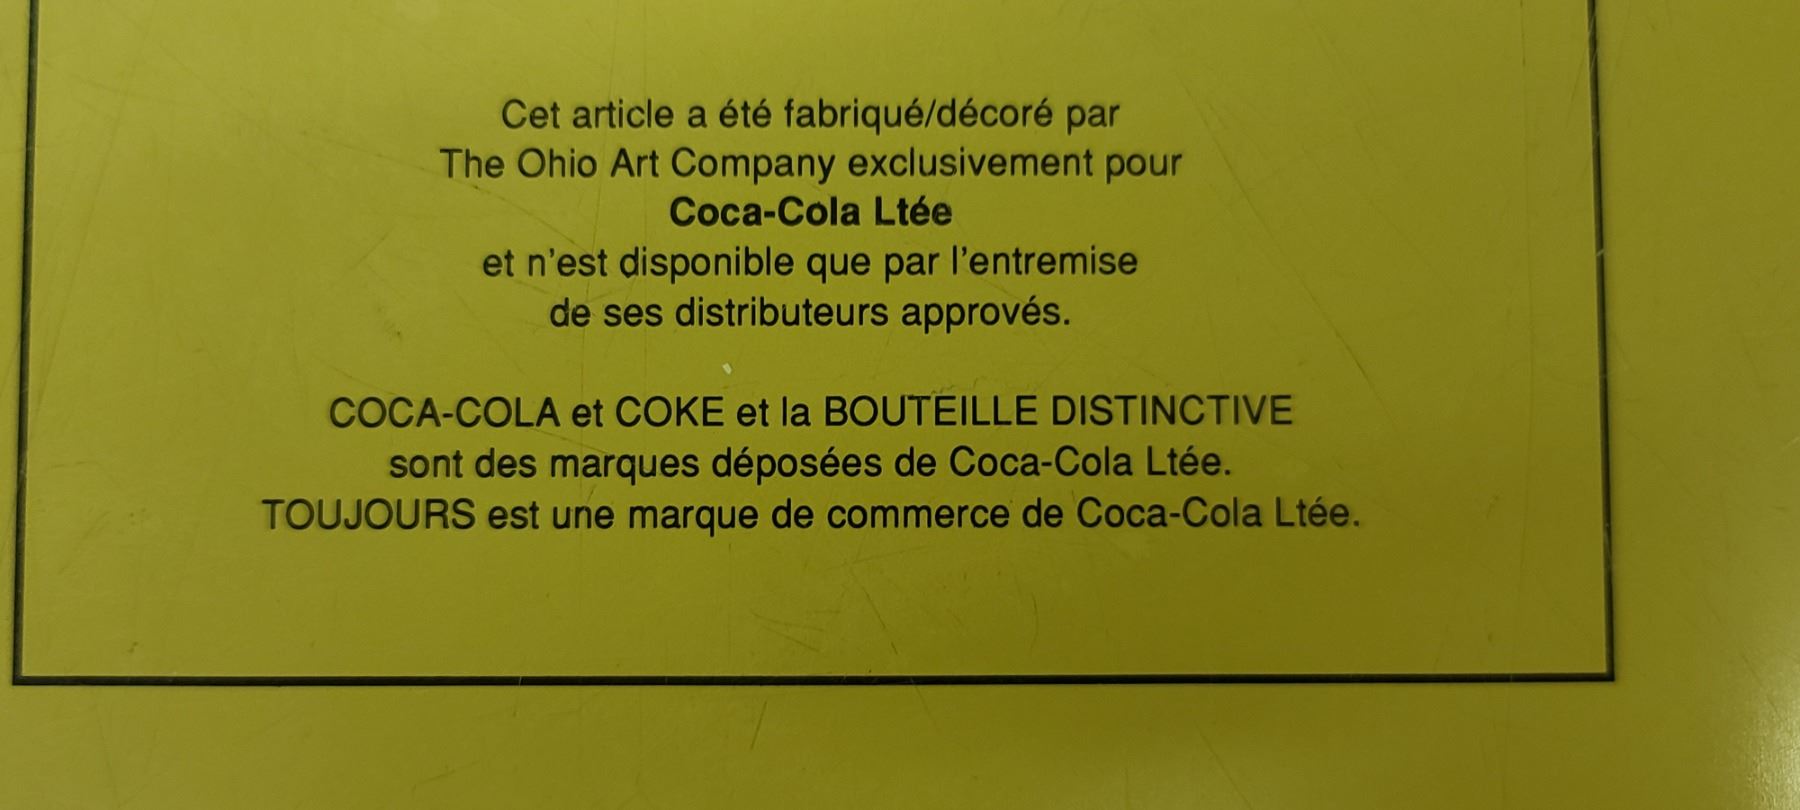 Cet article a été fabriqué/décoré par
The Ohio Art Company exclusivement pour
Coca-Cola Ltée
et n'est disponible que par l'entremise
de ses distributeurs approvés.
COCA-COLA et COKE et la BOUTEILLE DISTINCTIVE
sont des marques déposées de Coca-Cola Ltée.
TOUJOURS est une marque de commerce de Coca-Cola Ltée.